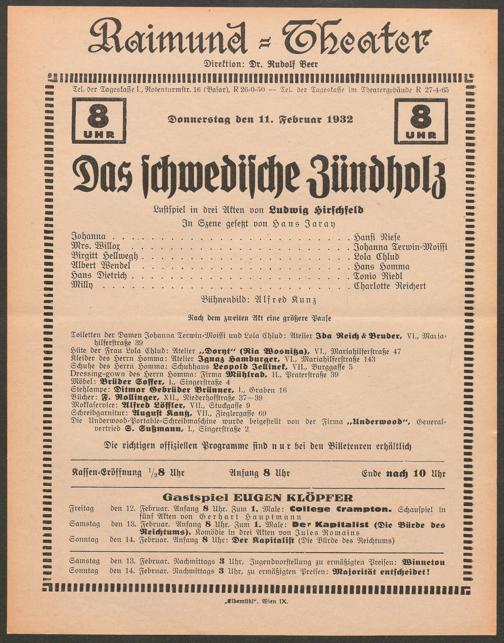 Raimund-Theater
Direktion: Dr. Rudolf Beer
Tel. der Tageskasse I., Rotenturmstr. 16 (Basar), R 26-0-50 — Tel. der Tageskasse im Theatergebäude R 27-4-65
8 UHR
Donnerstag den 11. Februar 1932
8 UHR
Das schwedische Zündholz
Lustspiel in drei Akten von Ludwig Hirschfeld
In Szene gesetzt von Hans Jaray
Johanna . . . Hansi Niese
Mrs. Willox . . . Johanna Terwin-Moissi
Birgitt Hellwegh . . . Lola Chlud
Albert Wendel . . . Hans Homma
Hans Dietrich . . . Tonio Riedl
Milly . . . Charlotte Reichert
Bühnenbild: Alfred Kunz
Nach dem zweiten Akt eine größere Pause
Toiletten der Damen Johanna Terwin-Moissi und Lola Chlud: Atelier Ida Reich & Bruder, VI., Maria-
hilferstraße 39
Hüte der Frau Lola Chlud: Atelier „Doryt" (Ria Wosnitza), VI., Mariahilferstraße 47
Kleider des Herrn Homma: Atelier Ignaz Hamburger, VI., Mariahilferstraße 143
Schuhe des Herrn Homma: Schuhhaus Leopold Jellinek, VII., Burggasse 5
Dressing-gown des Herrn Homma: Firma Mühlrad, II., Praterstraße 39
Möbel: Brüder Soffer, I., Singerstraße 4
Stehlampe: Ditmar Gebrüder Brünner, I., Graben 16
Bücher: F. Rollinger, XII., Niederhofstraße 37—39
Mokkaservice: Alfred Löffler, VII., Stuckgasse 9
Schreibgarnitur: August Kantz, VII., Zieglergasse 69
Die Underwood-Portable-Schreibmaschine wurde beigestellt von der Firma „Underwood", General-
vertrieb S. Sußmann, I., Singerstraße 2
Die richtigen offiziellen Programme sind nur bei den Billetteuren erhältlich
Kassen-Eröffnung ½8 Uhr Anfang 8 Uhr Ende nach 10 Uhr
Gastspiel EUGEN KLÖPFER
Freitag den 12. Februar. Anfang 8 Uhr. Zum 1. Male: College Crampton. Schauspiel in
fünf Akten von Gerhart Hauptmann
Samstag den 13. Februar. Anfang 8 Uhr. Zum 1. Male: Der Kapitalist (Die Bürde des
Reichtums). Komödie in drei Akten von Jules Romains
Sonntag den 14. Februar. Anfang 8 Uhr: Der Kapitalist (Die Bürde des Reichtums)
Samstag den 13. Februar. Nachmittags 3 Uhr, Jugendvorstellung zu ermäßigten Preisen: Winnetou
Sonntag den 14. Februar. Nachmittags 3 Uhr, zu ermäßigten Preisen: Majorität entscheidet!
„Elbemühl", Wien IX.